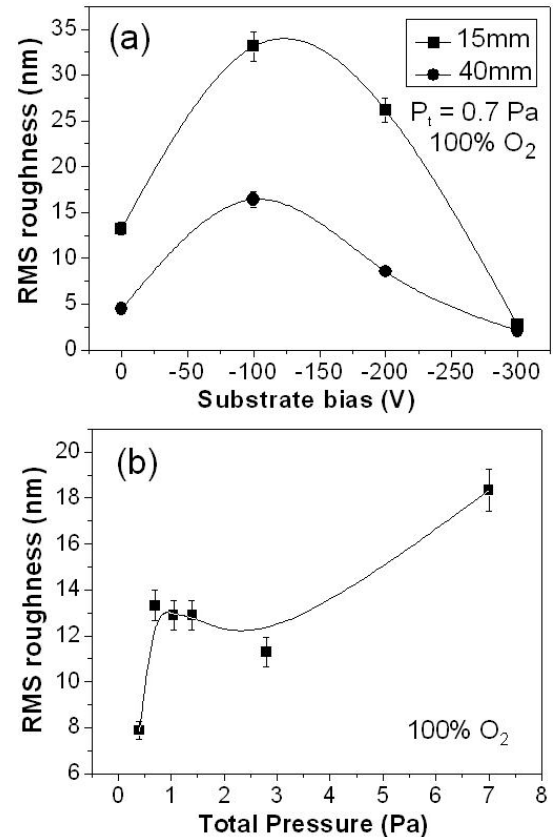 (a)
15mm
40mm
Pt = 0.7 Pa
100% O2
RMS roughness (nm)
35
30
25
20
15
10
5
0
0 -50 -100 -150 -200 -250 -300
Substrate bias (V)
(b)
RMS roughness (nm)
20
18
16
14
12
10
8
6
100% O2
0 1 2 3 4 5 6 7 8
Total Pressure (Pa)